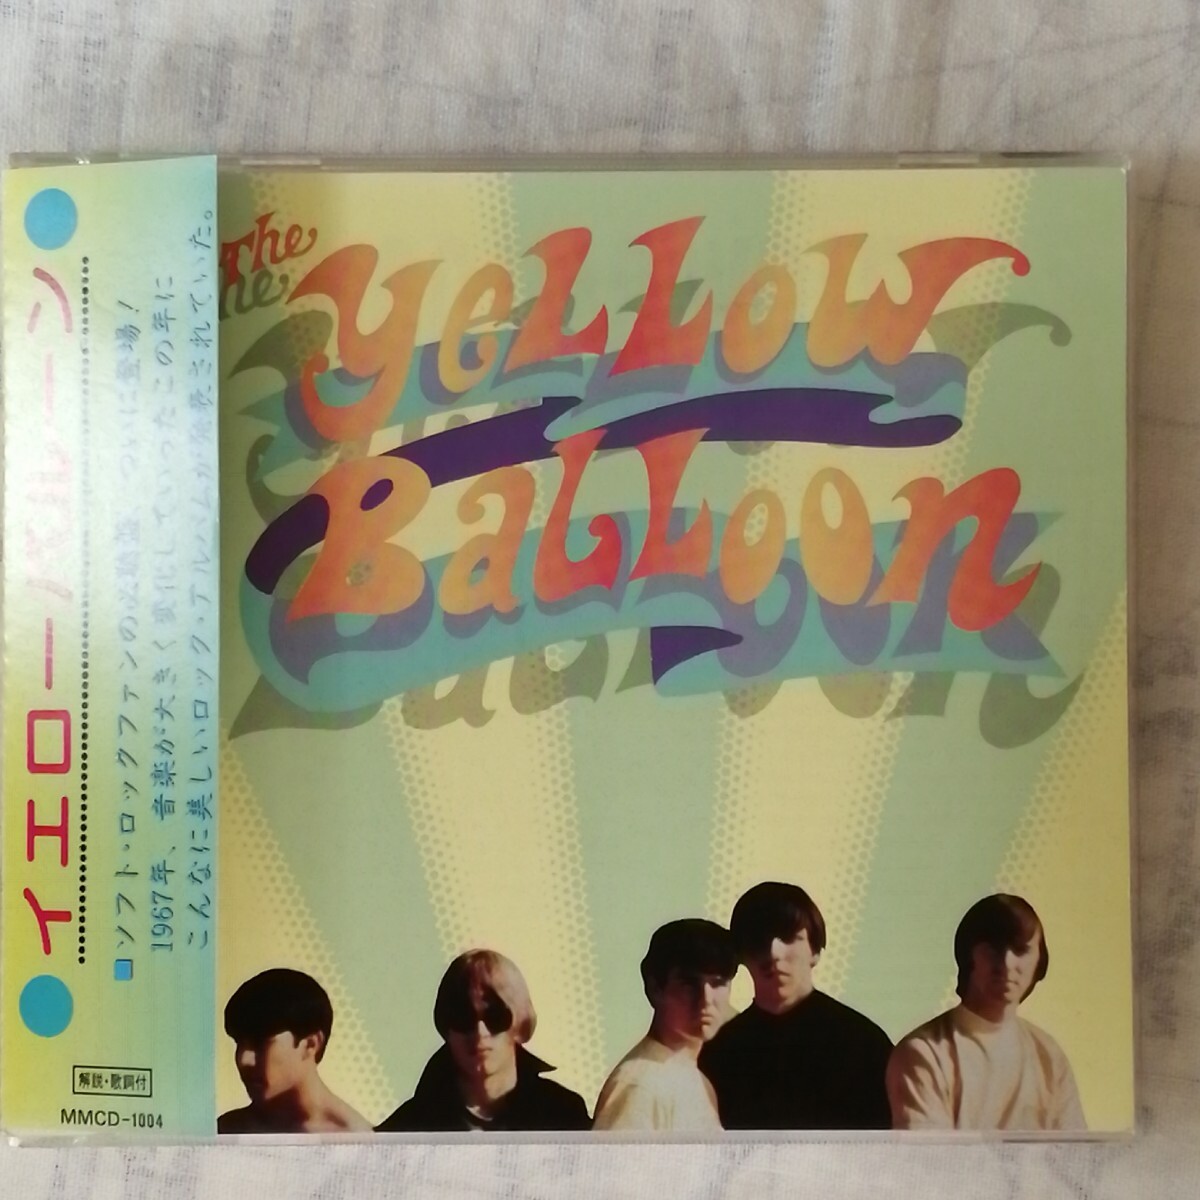 イエロー・バルーン
■ソフト・ロックファンの必聴盤、ついに登場!
1967年、音楽が大きく変化していったこの年に
こんなに美しいロック・アルバムが発表されていた。
解説・歌詞付
MMCD-1004
The
Yellow
Balloon